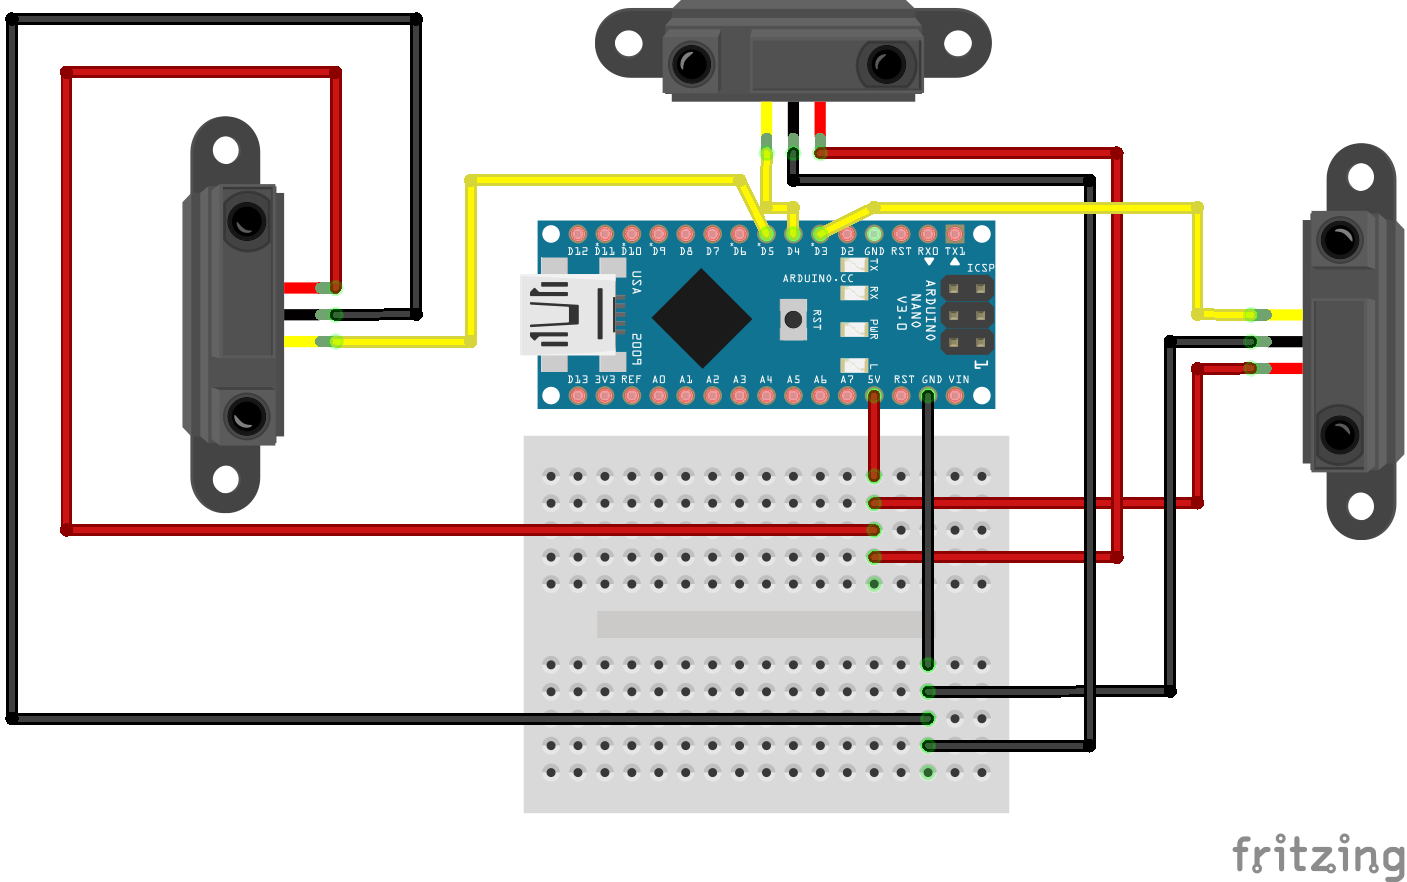 D12 D11 D10 D9 D8 D7 D6 D5 D4 D3 D2 GND RST RX0 TX1
ARDUINO.CC
TX
RX
PWR
L
RST
USA
2009
ICSP
ARDUINO
NANO
V3.0
1
D13 3V3 REF A0 A1 A2 A3 A4 A5 A6 A7 5V RST GND VIN
fritzing